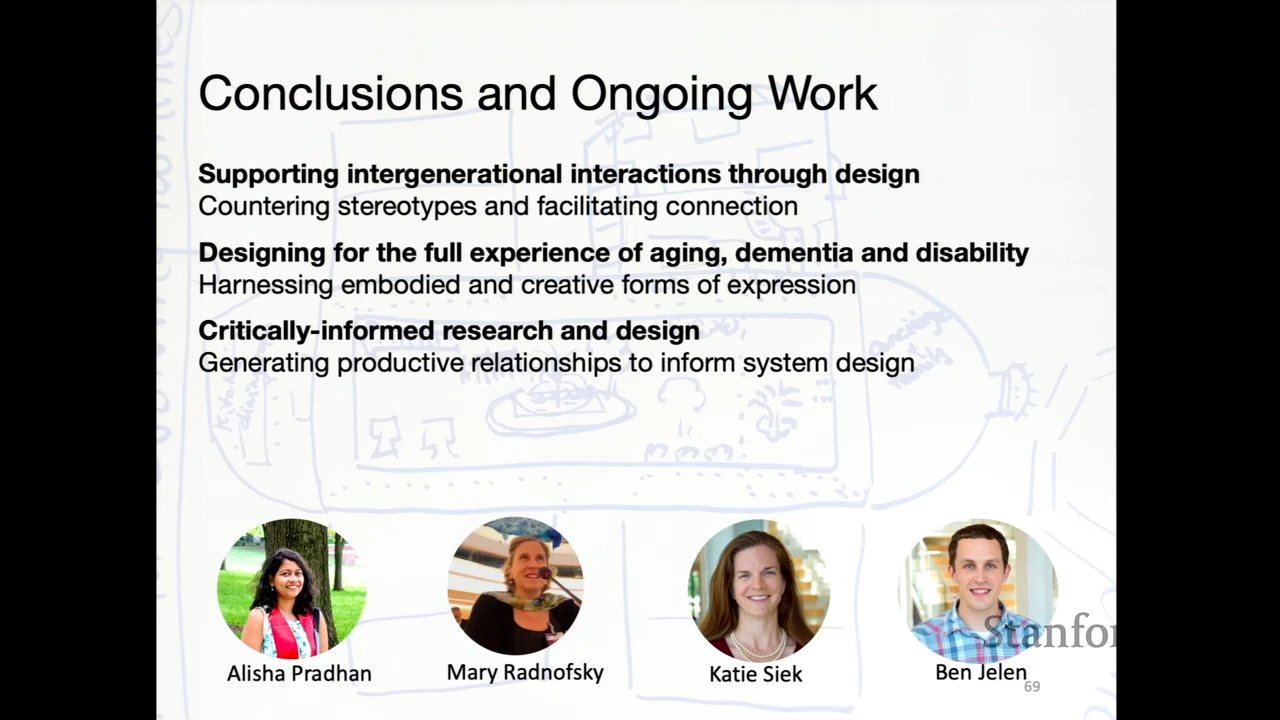 Conclusions and Ongoing Work
Supporting intergenerational interactions through design
Countering stereotypes and facilitating connection
Designing for the full experience of aging, dementia and disability
Harnessing embodied and creative forms of expression
Critically-informed research and design
Generating productive relationships to inform system design
Alisha Pradhan
Mary Radnofsky
Katie Siek
Ben Jelen
Stanfor
69